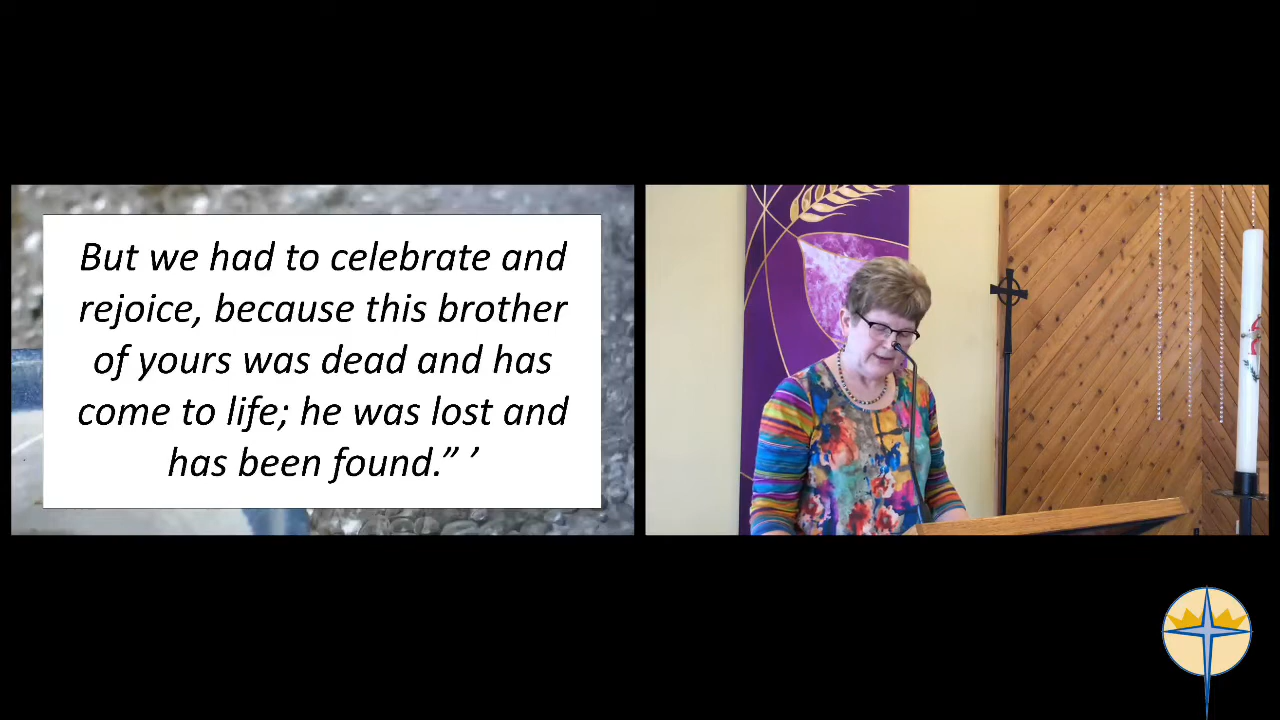 But we had to celebrate and
rejoice, because this brother
of yours was dead and has
come to life; he was lost and
has been found.” ’